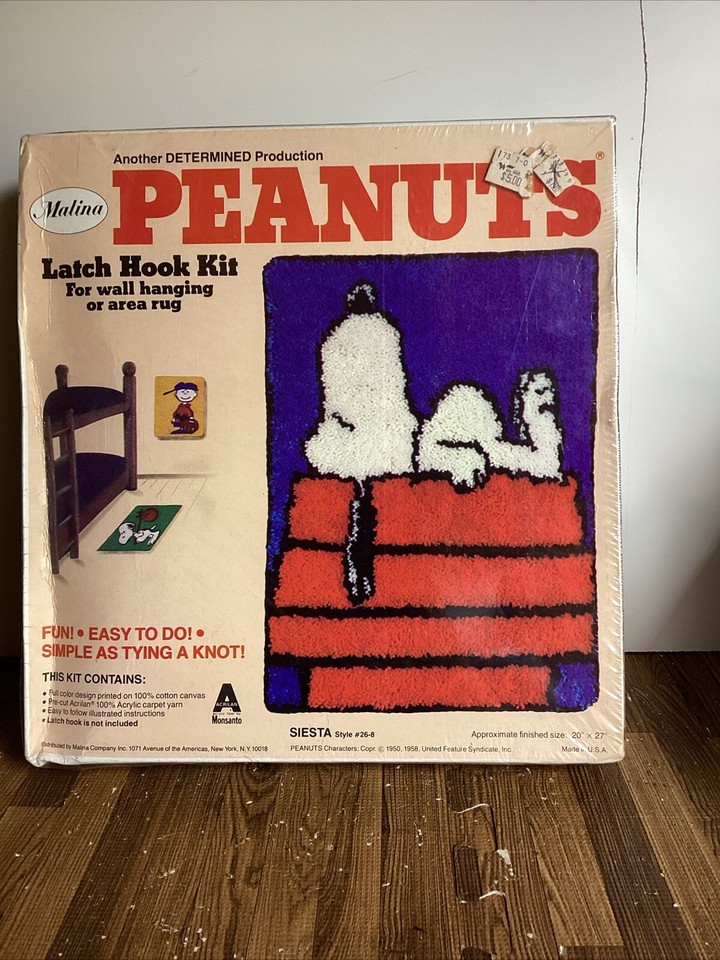 Another DETERMINED Production
Malina
PEANUTS®
$5.00
Latch Hook Kit
For wall hanging
or area rug
FUN! • EASY TO DO! •
SIMPLE AS TYING A KNOT!
THIS KIT CONTAINS:
• Full color design printed on 100% cotton canvas
• Pre-cut Acrilan® 100% Acrylic carpet yarn
• Easy to follow illustrated instructions
• Latch hook is not included
A
ACRILAN
Monsanto
SIESTA Style #26-8
Approximate finished size: 20" × 27"
Distributed by Malina Company Inc. 1071 Avenue of the Americas, New York, N.Y. 10018
PEANUTS Characters: Copr. © 1950, 1958, United Feature Syndicate, Inc.
Made in U.S.A.